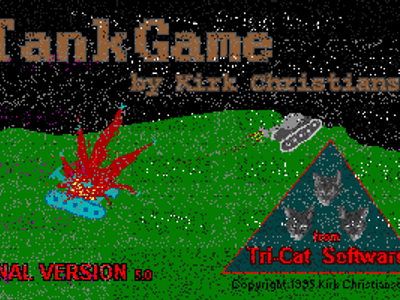 TankGame
by Kirk Christians
from
Tri-Cat Software
NAL VERSION 5.0
Copyright 1995 Kirk Christians